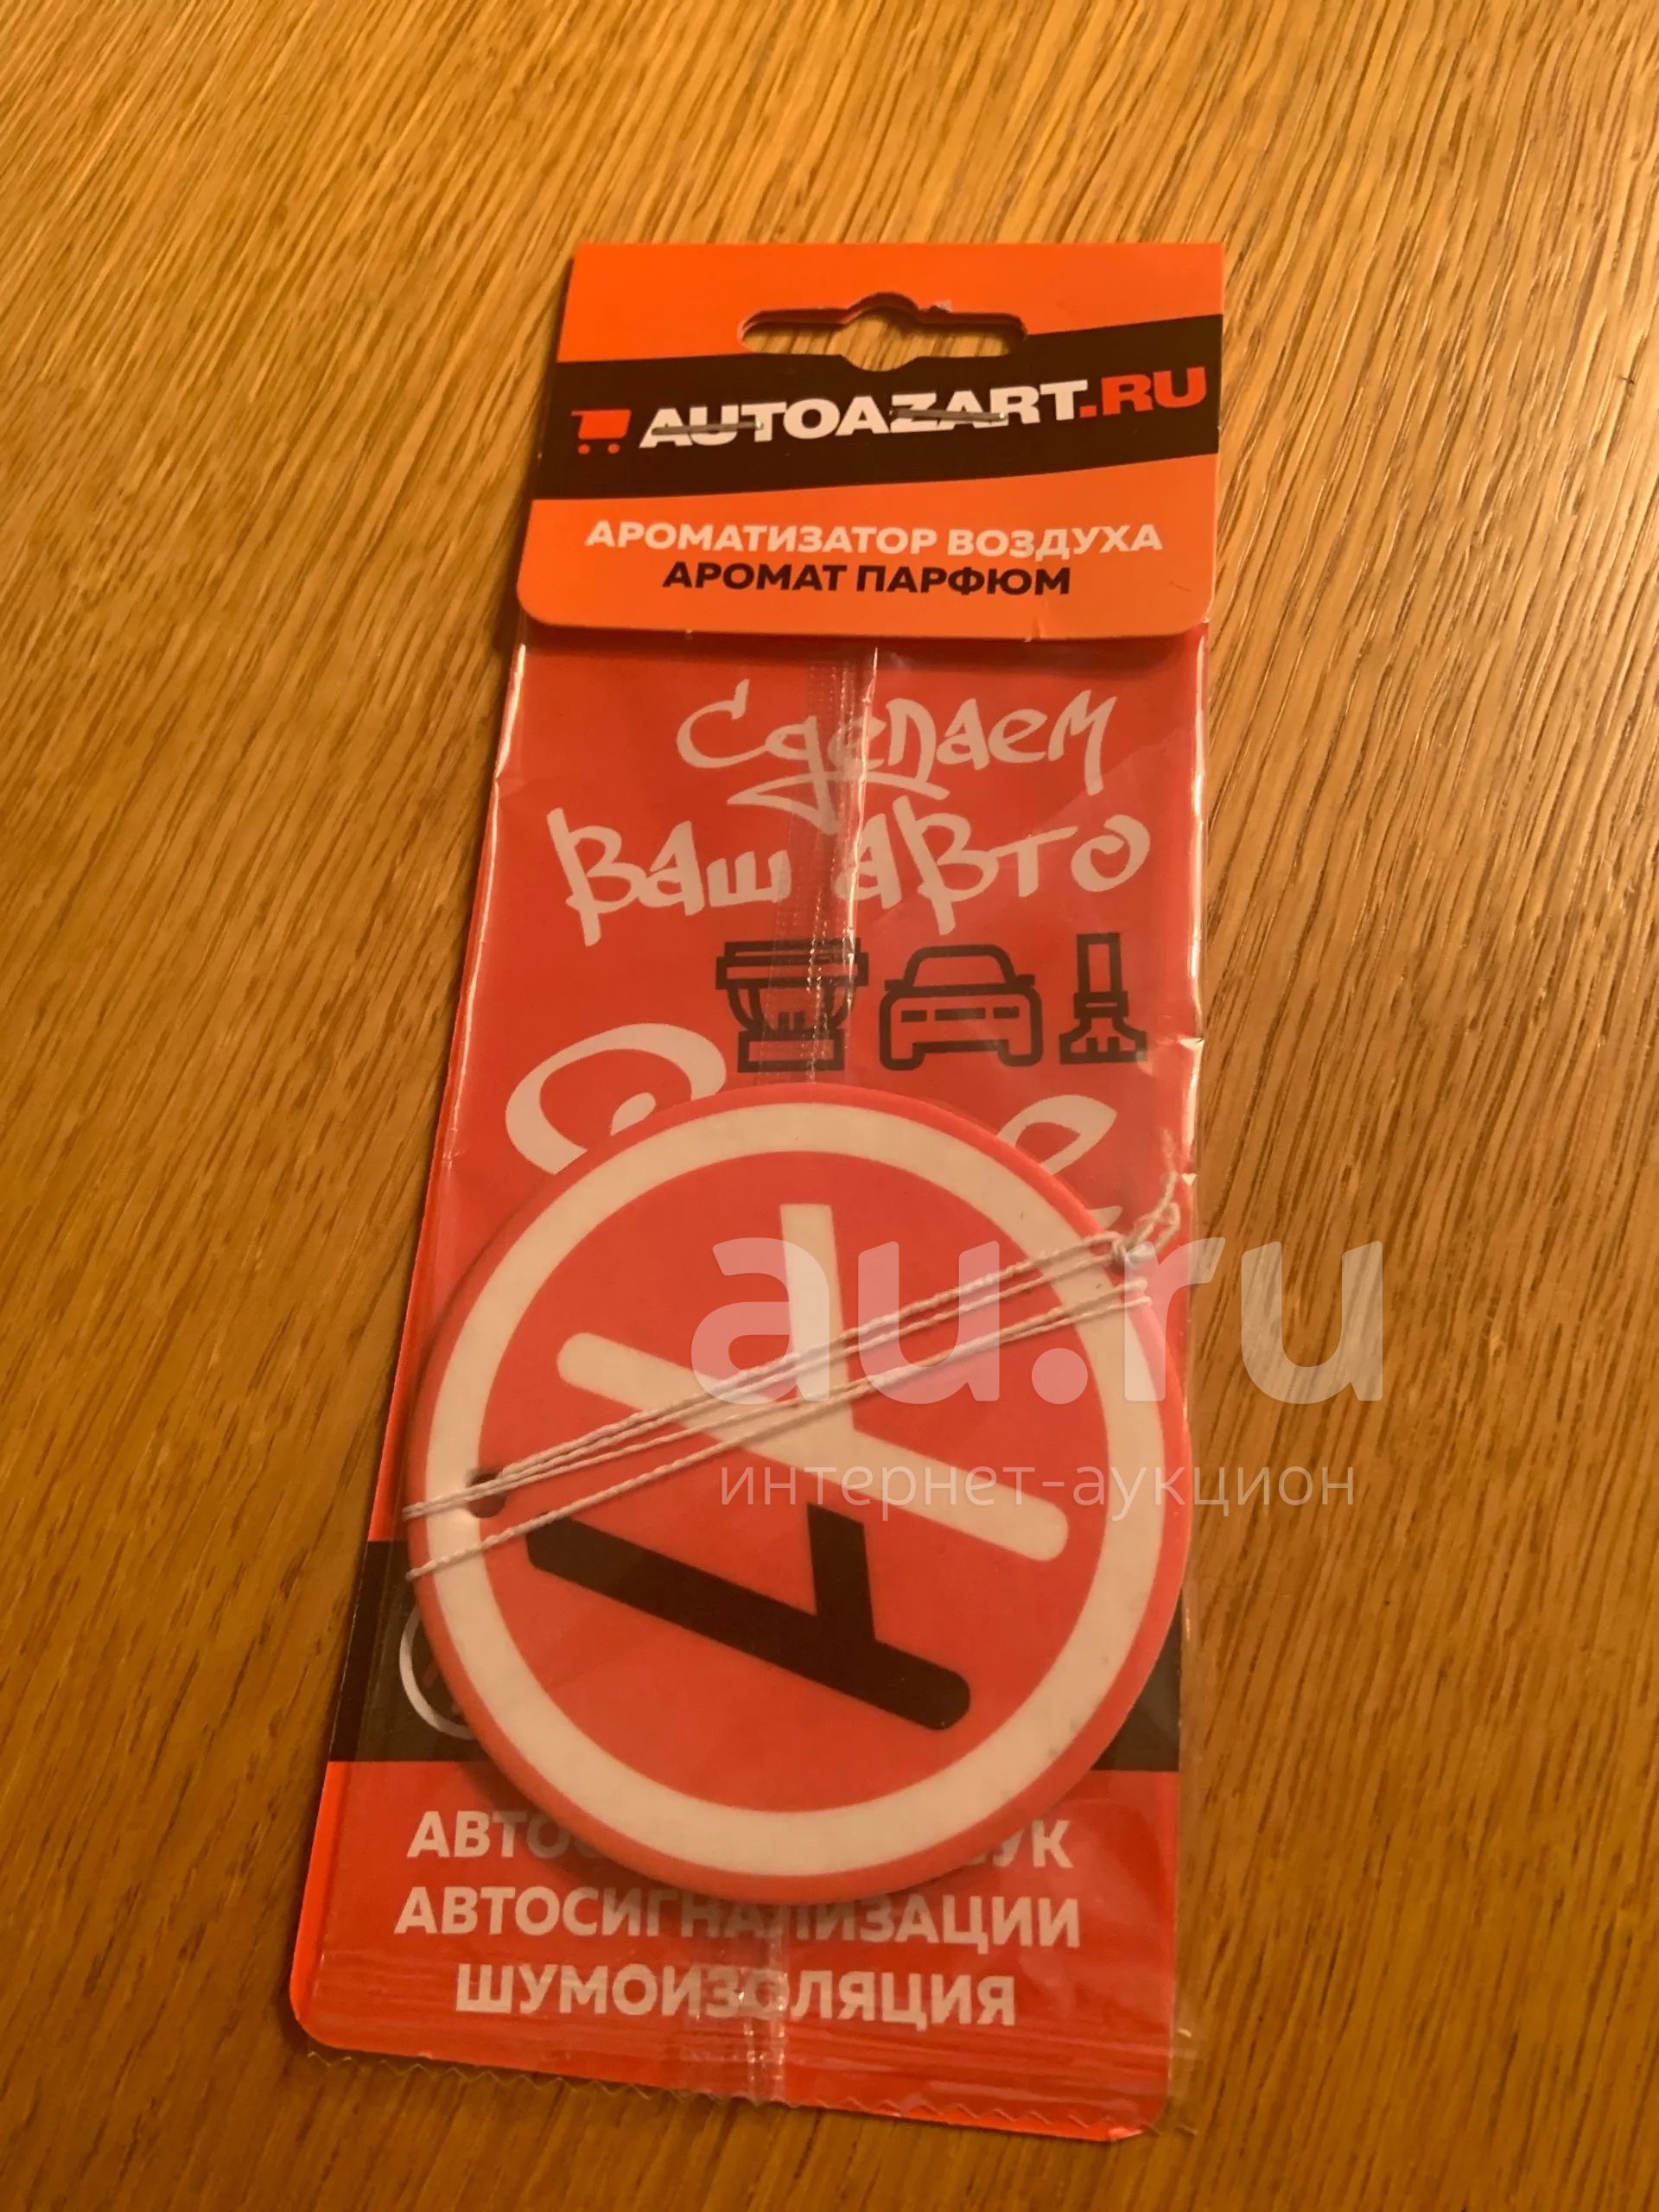 AUTOAZART.RU
АРОМАТИЗАТОР ВОЗДУХА
АРОМАТ ПАРФЮМ
Сделаем
Ваш авто
au.ru
интернет-аукцион
АВТОСИГНАЛИЗАЦИИ
ШУМОИЗОЛЯЦИЯ